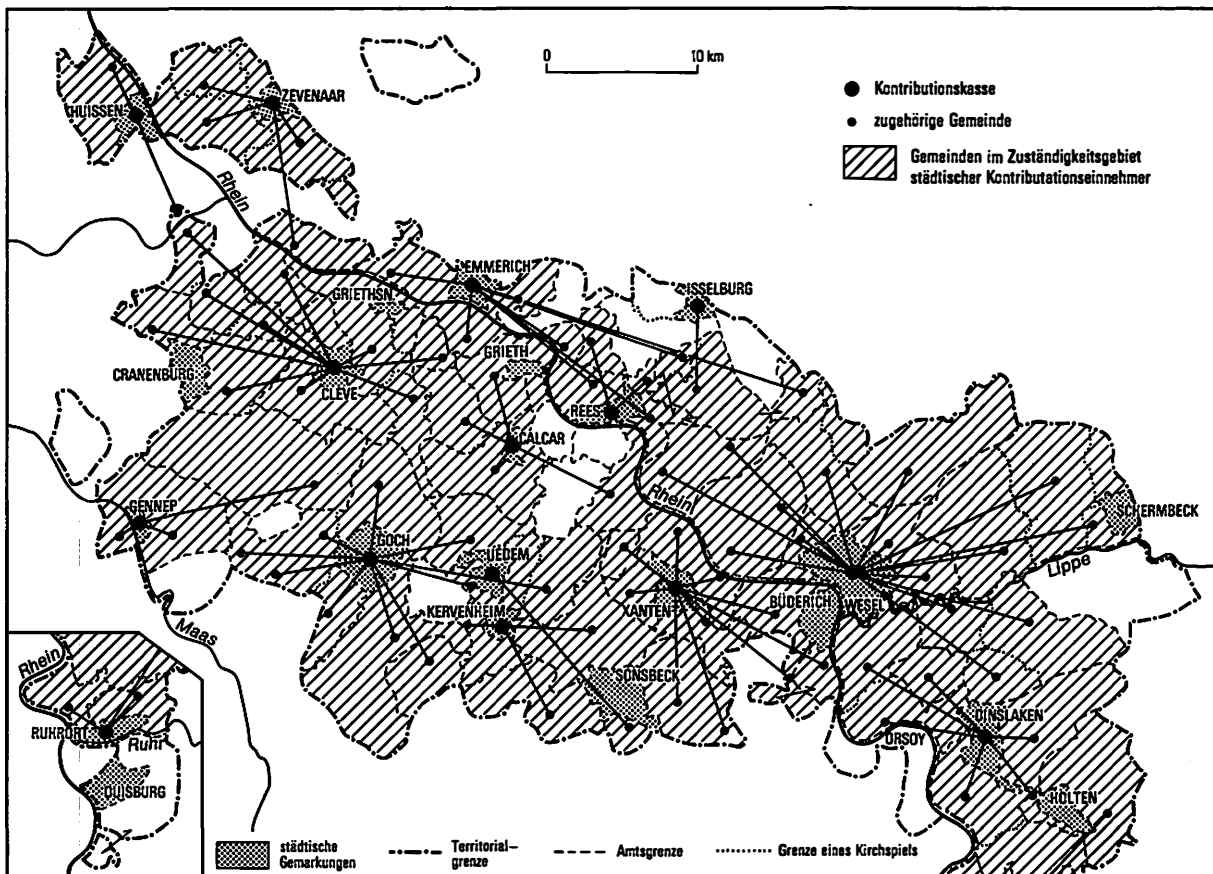 0 10 km
Kontributionskasse
zugehörige Gemeinde
Gemeinden im Zuständigkeitsgebiet
städtischer Kontributationseinnehmer
HUISSEN
ZEVENAAR
Rhein
EMMERICH
ISSELBURG
GRIETHSN
GRIETH
CRANENBURG
CLEVE
REES
CALCAR
Rhein
GENNEP
GOCH
UEDEM
SCHERMBECK
Lippe
KERVENHEIM
XANTEN
BÜDERICH
WESEL
Maas
SONSBECK
DINSLAKEN
ORSOY
HOLTEN
Rhein
RUHRORT
Ruhr
DUISBURG
städtische
Gemarkungen
Territorial-
grenze
Amtsgrenze
Grenze eines Kirchspiels